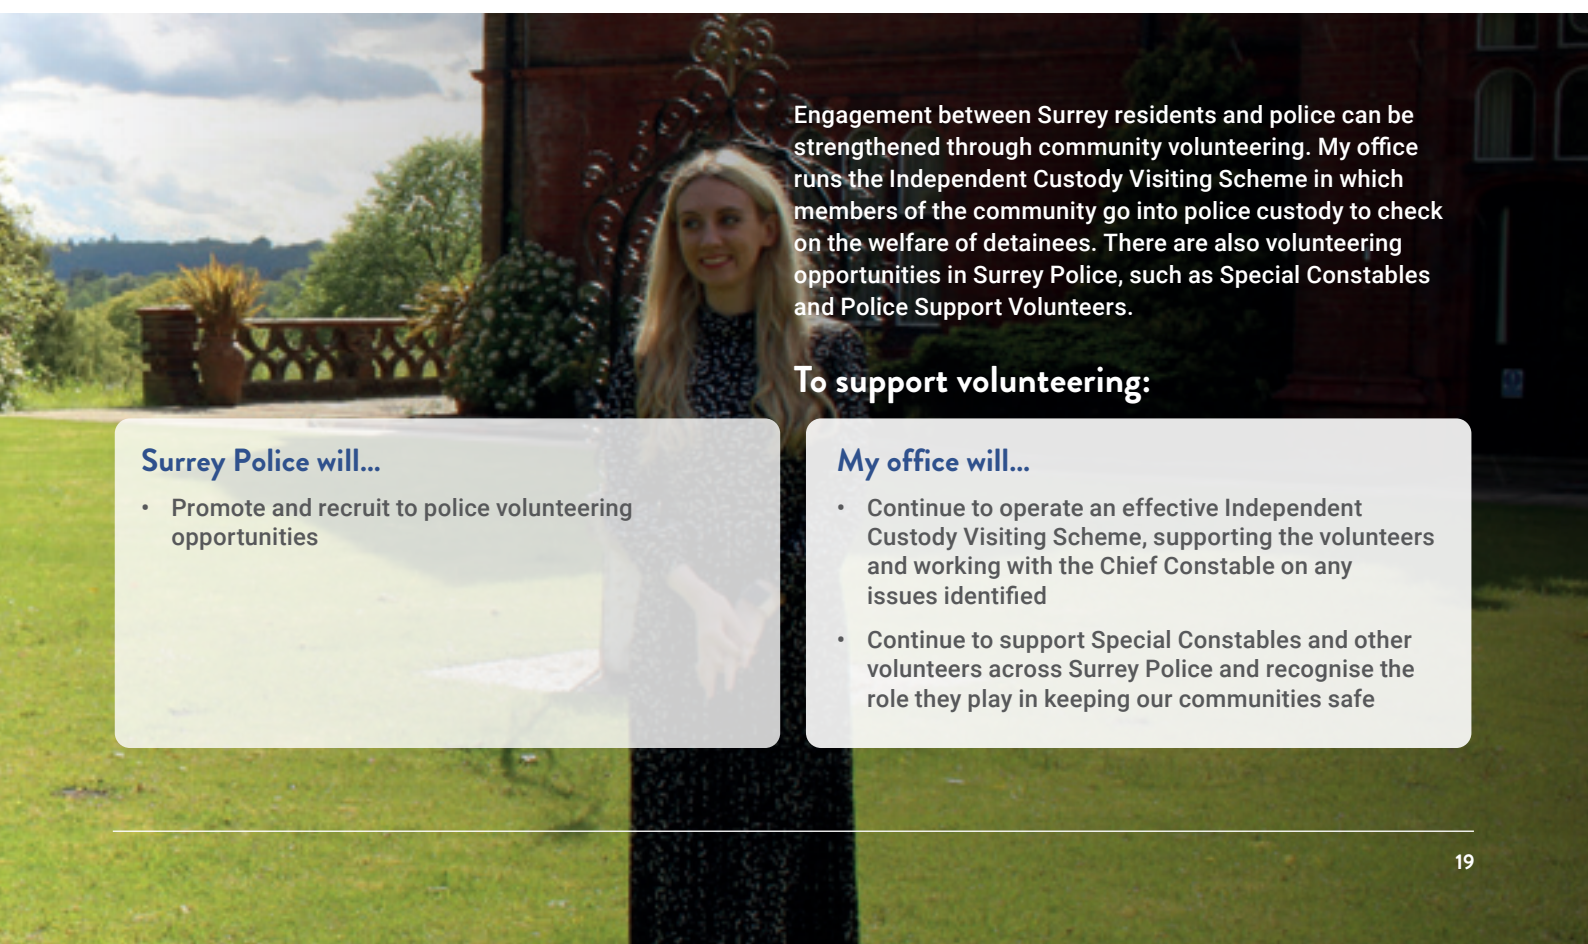 Engagement between Surrey residents and police can be
strengthened through community volunteering. My office
runs the Independent Custody Visiting Scheme in which
members of the community go into police custody to check
on the welfare of detainees. There are also volunteering
opportunities in Surrey Police, such as Special Constables
and Police Support Volunteers.
To support volunteering:
Surrey Police will...
• Promote and recruit to police volunteering
opportunities
My office will...
• Continue to operate an effective Independent
Custody Visiting Scheme, supporting the volunteers
and working with the Chief Constable on any
issues identified
• Continue to support Special Constables and other
volunteers across Surrey Police and recognise the
role they play in keeping our communities safe
19